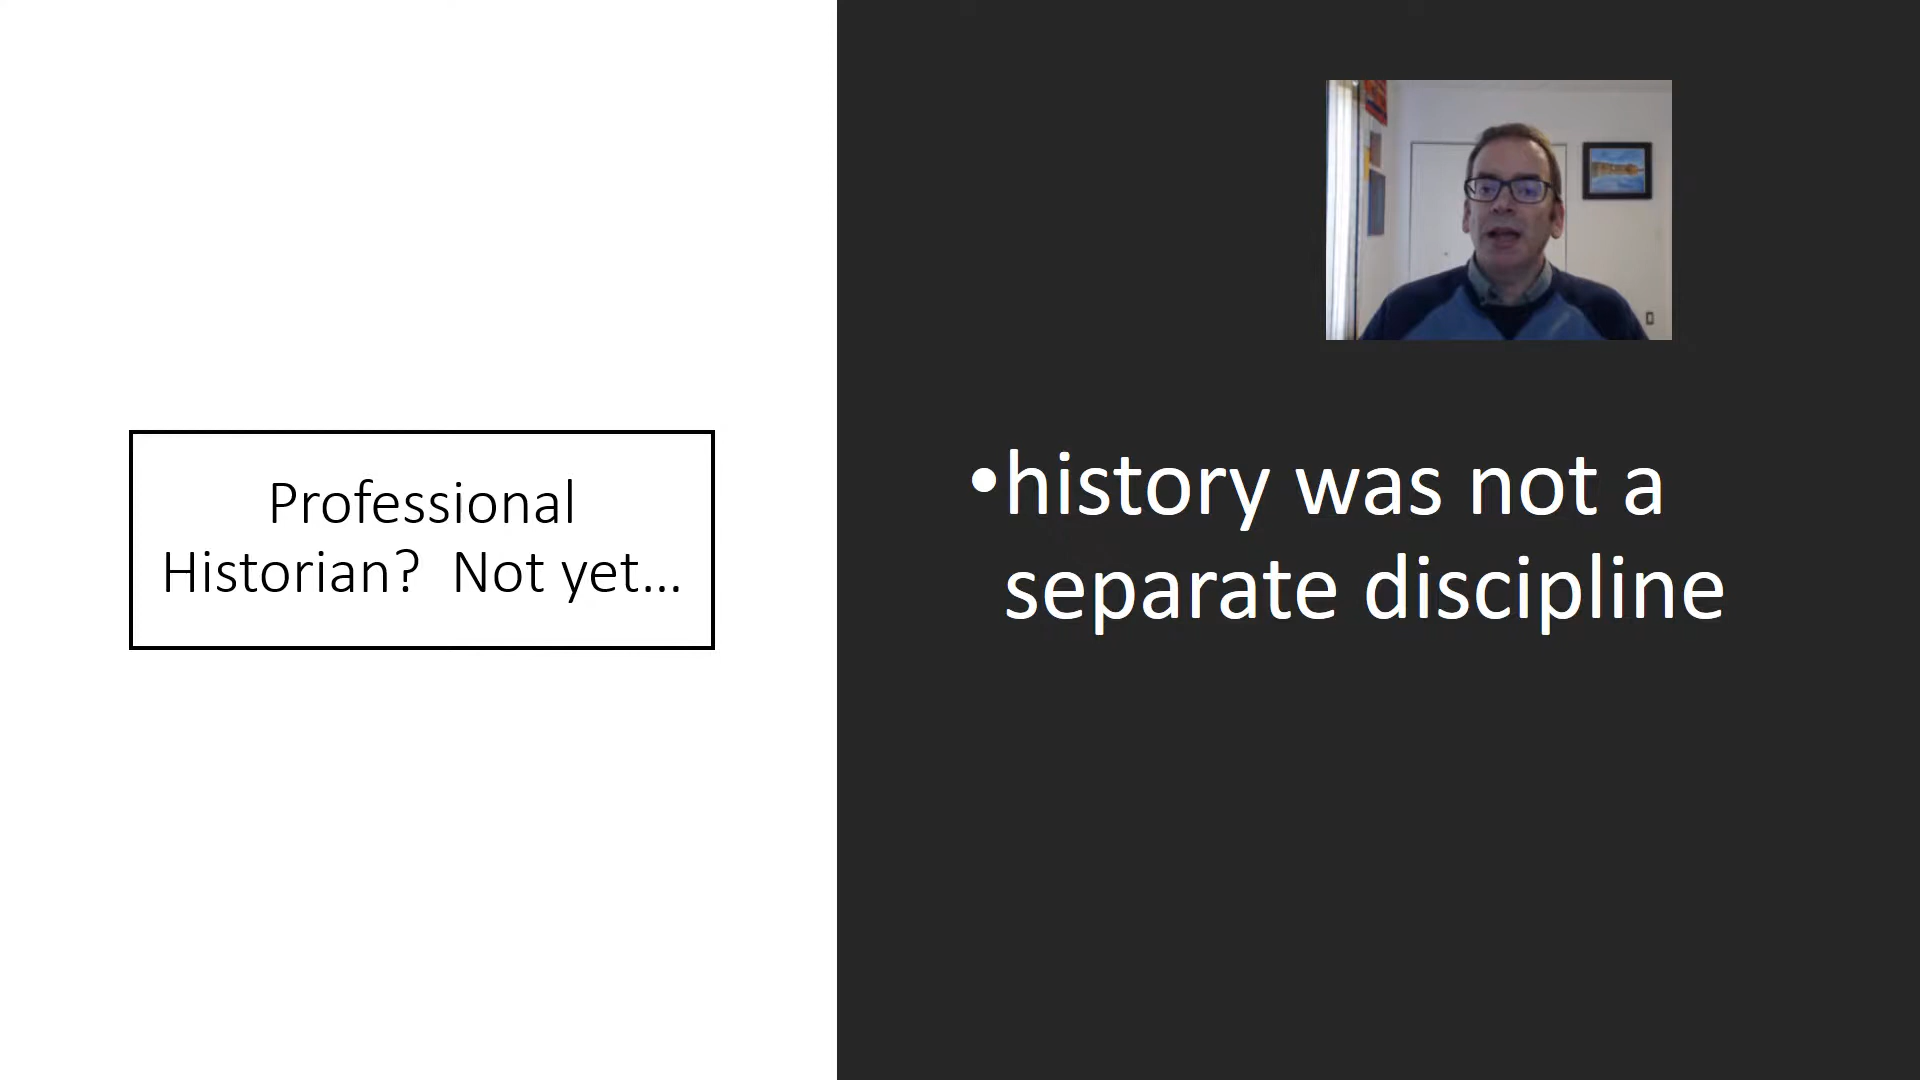 Professional
Historian?  Not yet…
•history was not a
separate discipline